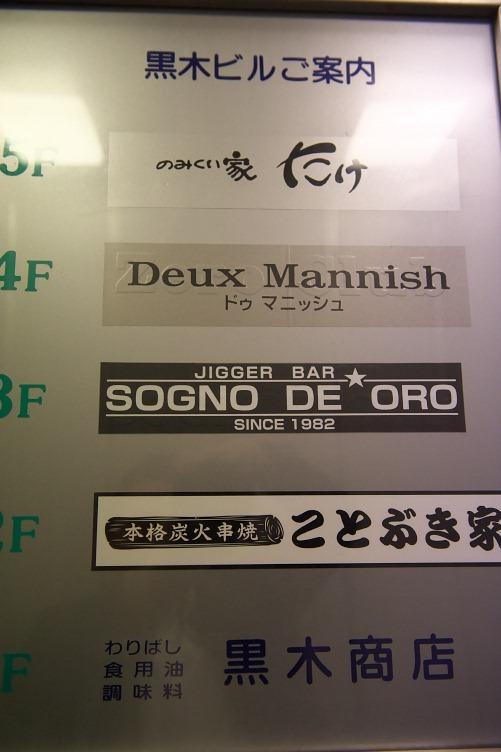 黒木ビルご案内
5F
のみくい家 たけ
4F
Deux Mannish
ドゥ マニッシュ
3F
JIGGER BAR
SOGNO DE★ORO
SINCE 1982
2F
本格炭火串焼 ことぶき家
F
わりばし
食用油
調味料
黒木商店